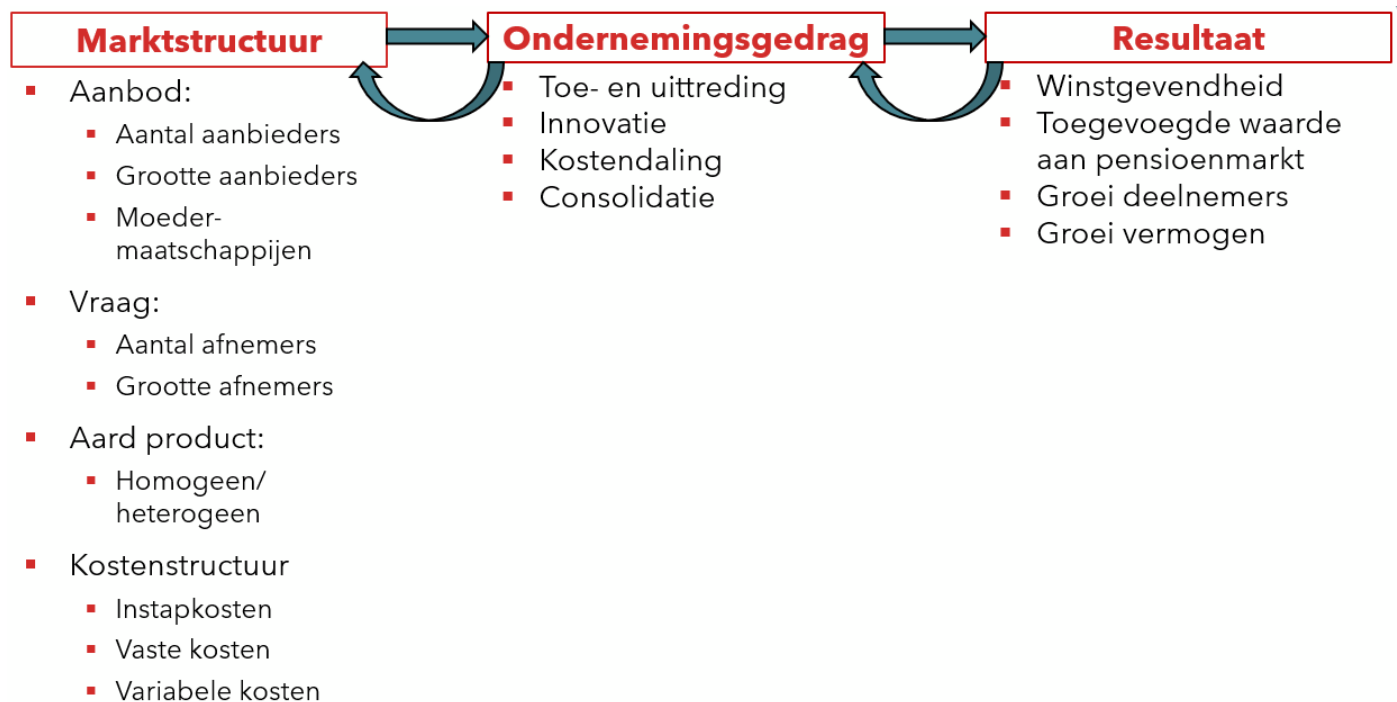 Marktstructuur
Aanbod:
Aantal aanbieders
Grootte aanbieders
Moeder-
maatschappijen
Vraag:
Aantal afnemers
Grootte afnemers
Aard product:
Homogeen/
heterogeen
Kostenstructuur
Instapkosten
Vaste kosten
Variabele kosten
Ondernemingsgedrag
Toe- en uittreding
Innovatie
Kostendaling
Consolidatie
Resultaat
Winstgevendheid
Toegevoegde waarde
aan pensioenmarkt
Groei deelnemers
Groei vermogen